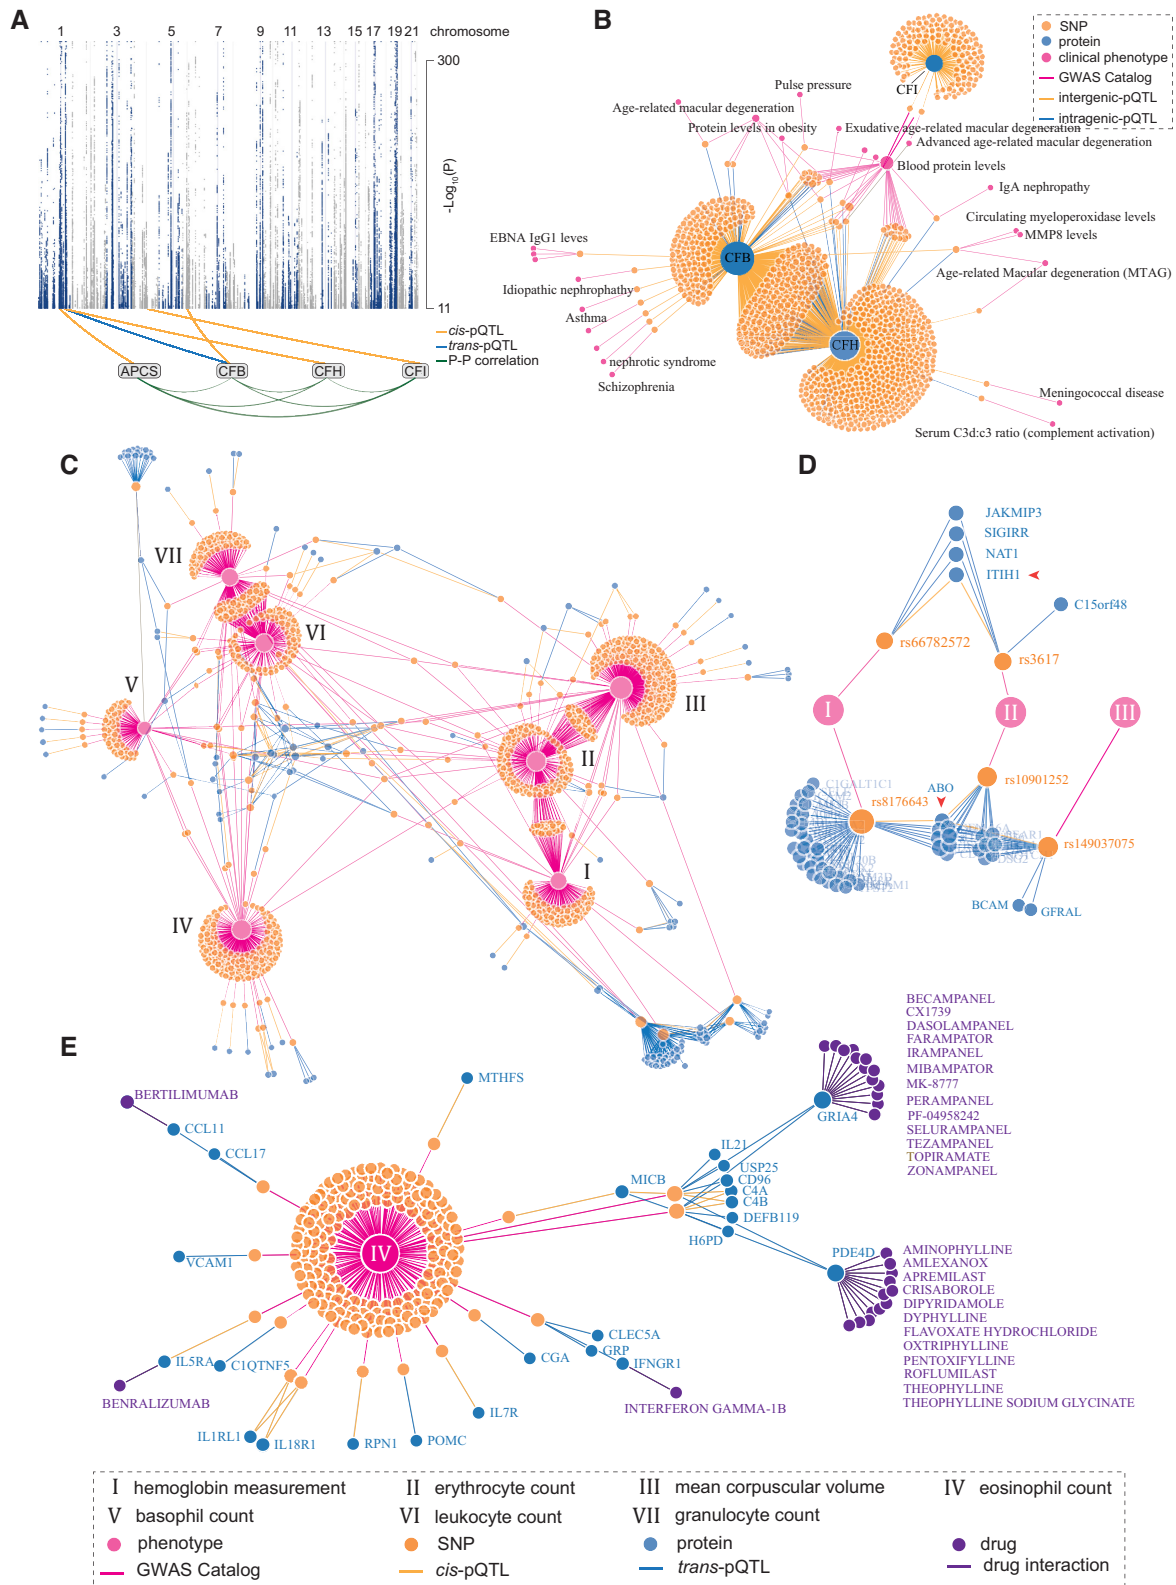 A
1 3 5 7 9 11 13 15 17 19 21 chromosome
300
-Log10(P)
11
cis-pQTL
trans-pQTL
P-P correlation
APCS CFB CFH CFI
B
SNP
protein
clinical phenotype
GWAS Catalog
intergenic-pQTL
intragenic-pQTL
CFI
Pulse pressure
Age-related macular degeneration
Protein levels in obesity
Exudative age-related macular degeneration
Advanced age-related macular degeneration
Blood protein levels
IgA nephropathy
Circulating myeloperoxidase levels
MMP8 levels
EBNA IgG1 leves
CFB
Age-related Macular degeneration (MTAG)
Idiopathic nephrophathy
Asthma
CFH
nephrotic syndrome
Schizophrenia
Meningococcal disease
Serum C3d:c3 ratio (complement activation)
C
VII
VI
V
III
II
I
IV
D
JAKMIP3
SIGIRR
NAT1
ITIH1
C15orf48
rs66782572
rs3617
I
II
III
rs10901252
C1GALT1C1
ABO
rs8176643
rs149037075
BCAM
GFRAL
E
BERTILIMUMAB
CCL11
CCL17
MTHFS
VCAM1
IV
IL5RA
C1QTNF5
BENRALIZUMAB
IL1RL1
IL18R1
RPN1
POMC
IL7R
CGA
CLEC5A
GRP
IFNGR1
INTERFERON GAMMA-1B
MICB
IL21
USP25
CD96
C4A
C4B
DEFB119
H6PD
GRIA4
BECAMPANEL
CX1739
DASOLAMPANEL
FARAMPATOR
IRAMPANEL
MIBAMPATOR
MK-8777
PERAMPANEL
PF-04958242
SELURAMPANEL
TEZAMPANEL
TOPIRAMATE
ZONAMPANEL
PDE4D
AMINOPHYLLINE
AMLEXANOX
APREMILAST
CRISABOROLE
DIPYRIDAMOLE
DYPHYLLINE
FLAVOXATE HYDROCHLORIDE
OXTRIPHYLLINE
PENTOXIFYLLINE
ROFLUMILAST
THEOPHYLLINE
THEOPHYLLINE SODIUM GLYCINATE
I hemoglobin measurement II erythrocyte count III mean corpuscular volume IV eosinophil count
V basophil count VI leukocyte count VII granulocyte count
phenotype SNP protein drug
GWAS Catalog cis-pQTL trans-pQTL drug interaction